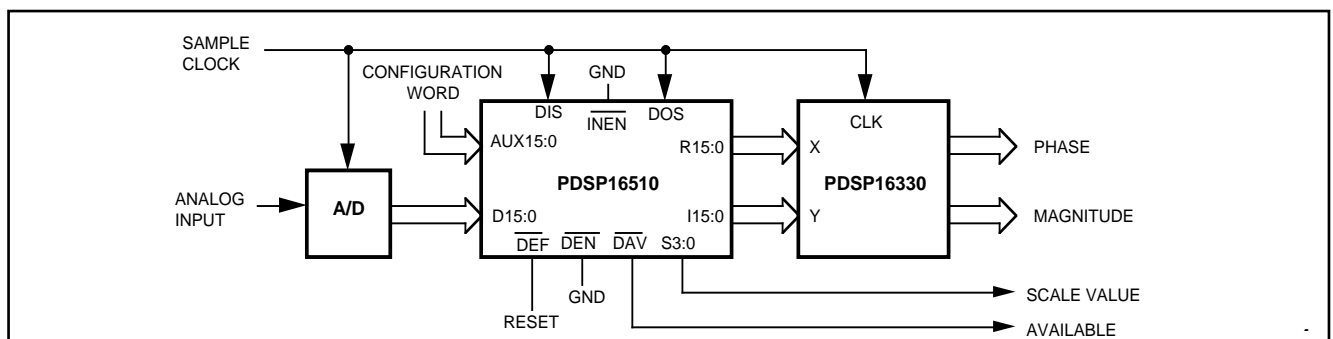 SAMPLE
CLOCK
CONFIGURATION
WORD
GND
DIS
INEN
DOS
CLK
AUX15:0
R15:0
X
PHASE
PDSP16510
PDSP16330
ANALOG
INPUT
A/D
D15:0
I15:0
Y
MAGNITUDE
DEF
DEN
DAV
S3:0
GND
SCALE VALUE
RESET
AVAILABLE